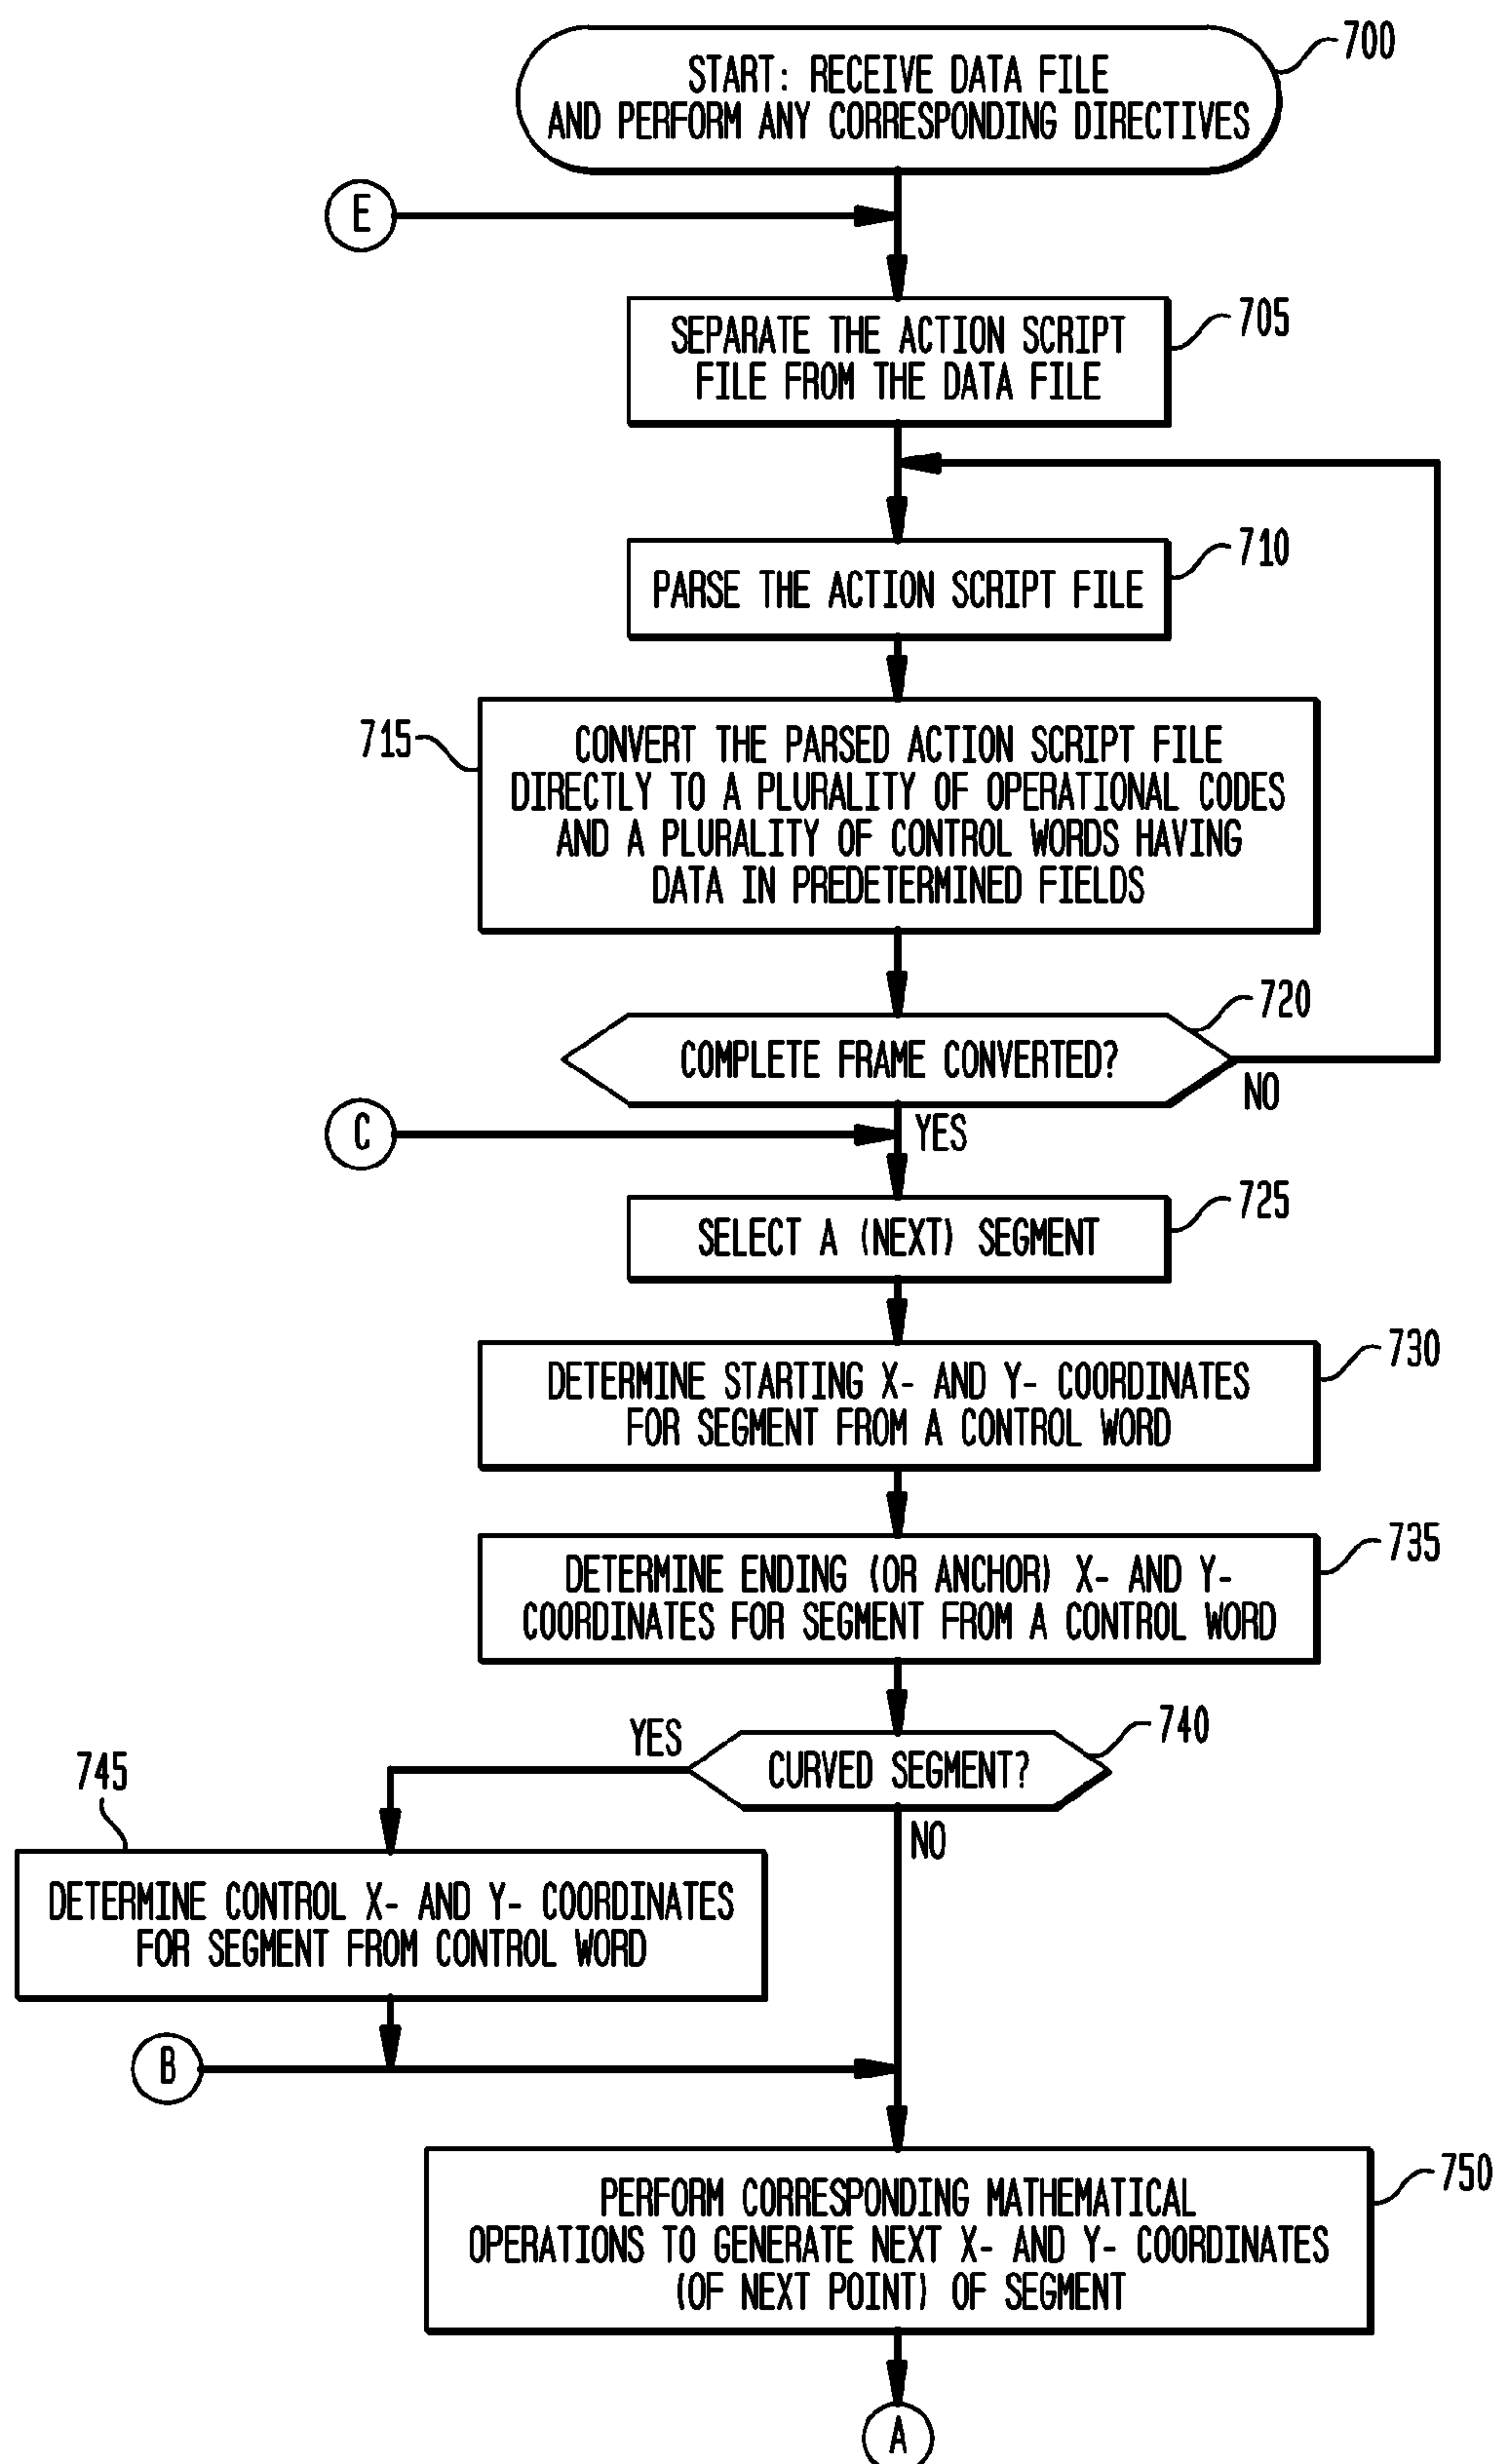 700
START: RECEIVE DATA FILE
AND PERFORM ANY CORRESPONDING DIRECTIVES
E
705
SEPARATE THE ACTION SCRIPT
FILE FROM THE DATA FILE
710
PARSE THE ACTION SCRIPT FILE
715
CONVERT THE PARSED ACTION SCRIPT FILE
DIRECTLY TO A PLURALITY OF OPERATIONAL CODES
AND A PLURALITY OF CONTROL WORDS HAVING
DATA IN PREDETERMINED FIELDS
720
COMPLETE FRAME CONVERTED?
NO
C
YES
725
SELECT A (NEXT) SEGMENT
730
DETERMINE STARTING X- AND Y- COORDINATES
FOR SEGMENT FROM A CONTROL WORD
735
DETERMINE ENDING (OR ANCHOR) X- AND Y-
COORDINATES FOR SEGMENT FROM A CONTROL WORD
740
YES
CURVED SEGMENT?
745
NO
DETERMINE CONTROL X- AND Y- COORDINATES
FOR SEGMENT FROM CONTROL WORD
B
750
PERFORM CORRESPONDING MATHEMATICAL
OPERATIONS TO GENERATE NEXT X- AND Y- COORDINATES
(OF NEXT POINT) OF SEGMENT
A